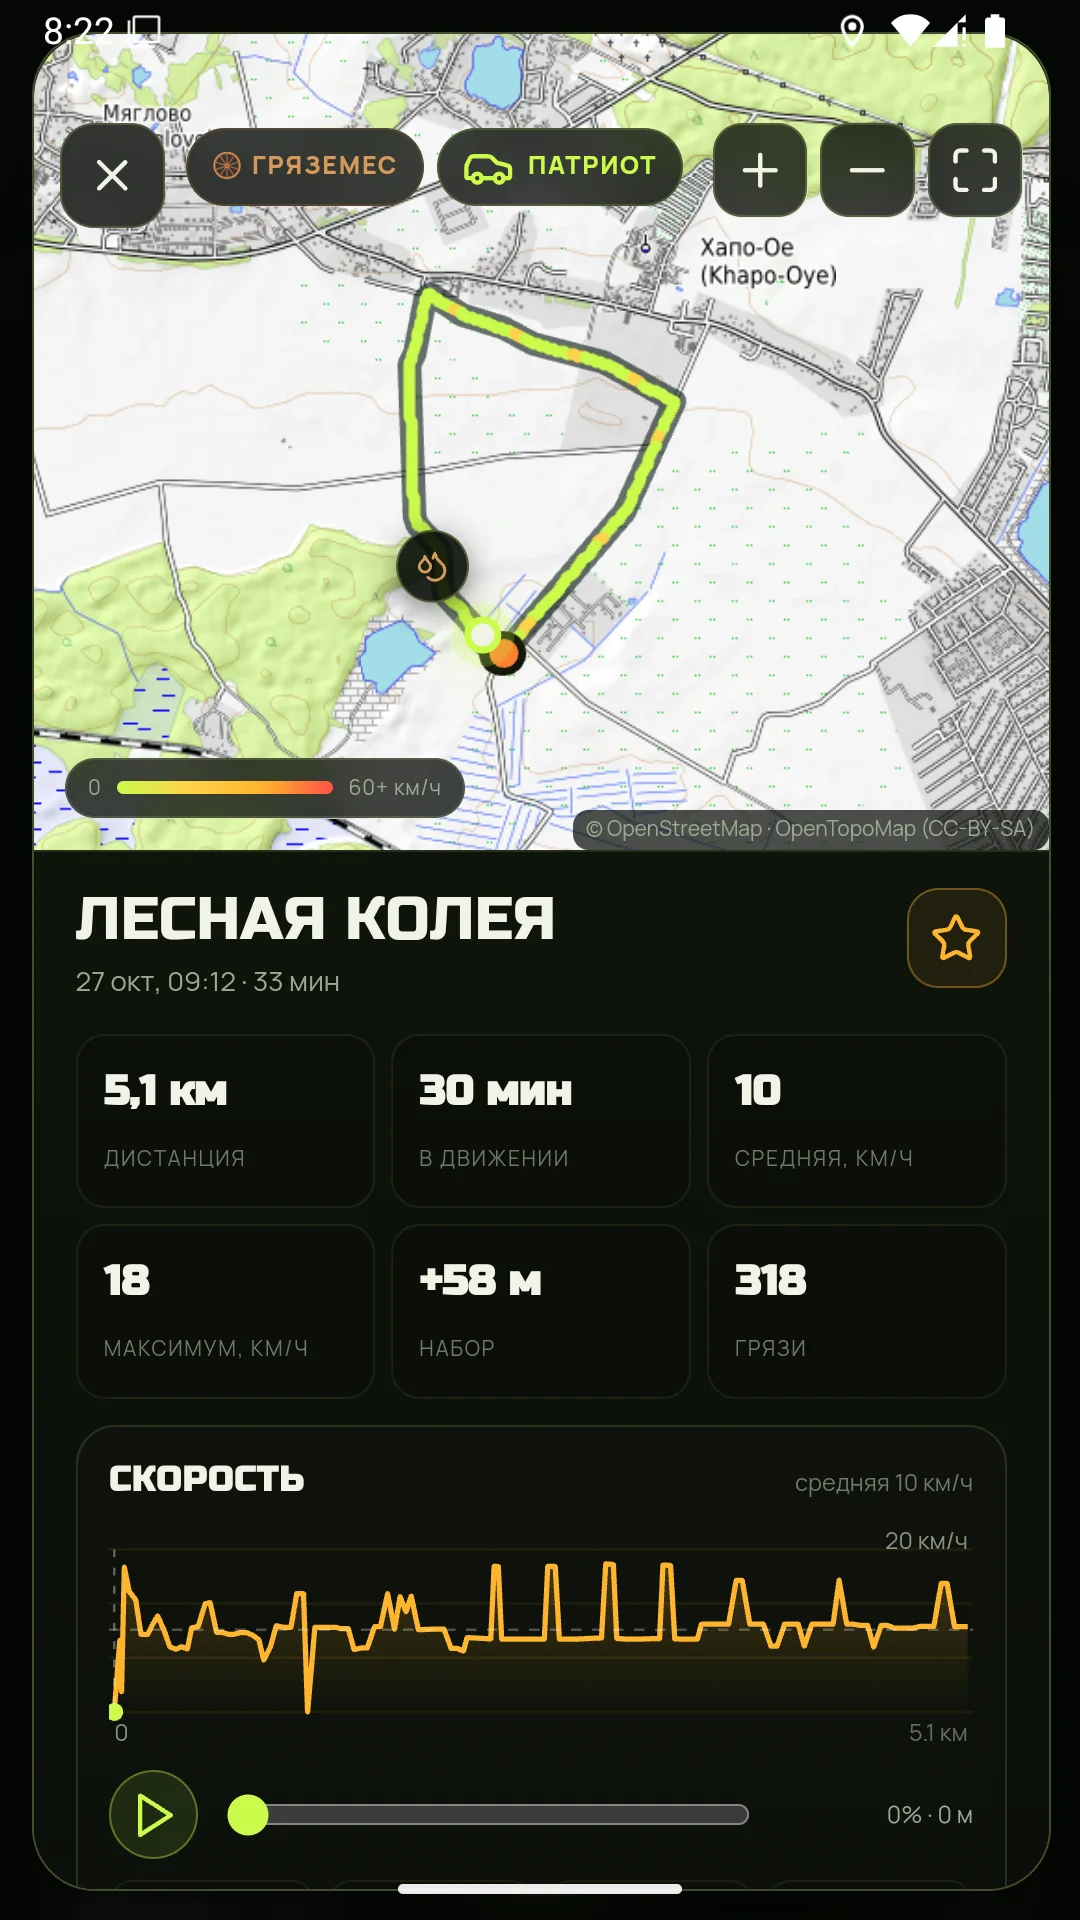 8:22
Мяглово
ГРЯЗЕМЕС
ПАТРИОТ
Хапо-Ое
(Khapo-Oye)
0
60+ км/ч
© OpenStreetMap · OpenTopoMap (CC-BY-SA)
ЛЕСНАЯ КОЛЕЯ
27 окт, 09:12 · 33 мин
5,1 км
30 мин
10
ДИСТАНЦИЯ
В ДВИЖЕНИИ
СРЕДНЯЯ, КМ/Ч
18
+58 м
318
МАКСИМУМ, КМ/Ч
НАБОР
ГРЯЗИ
СКОРОСТЬ
средняя 10 км/ч
20 км/ч
0
5.1 км
0% · 0 м